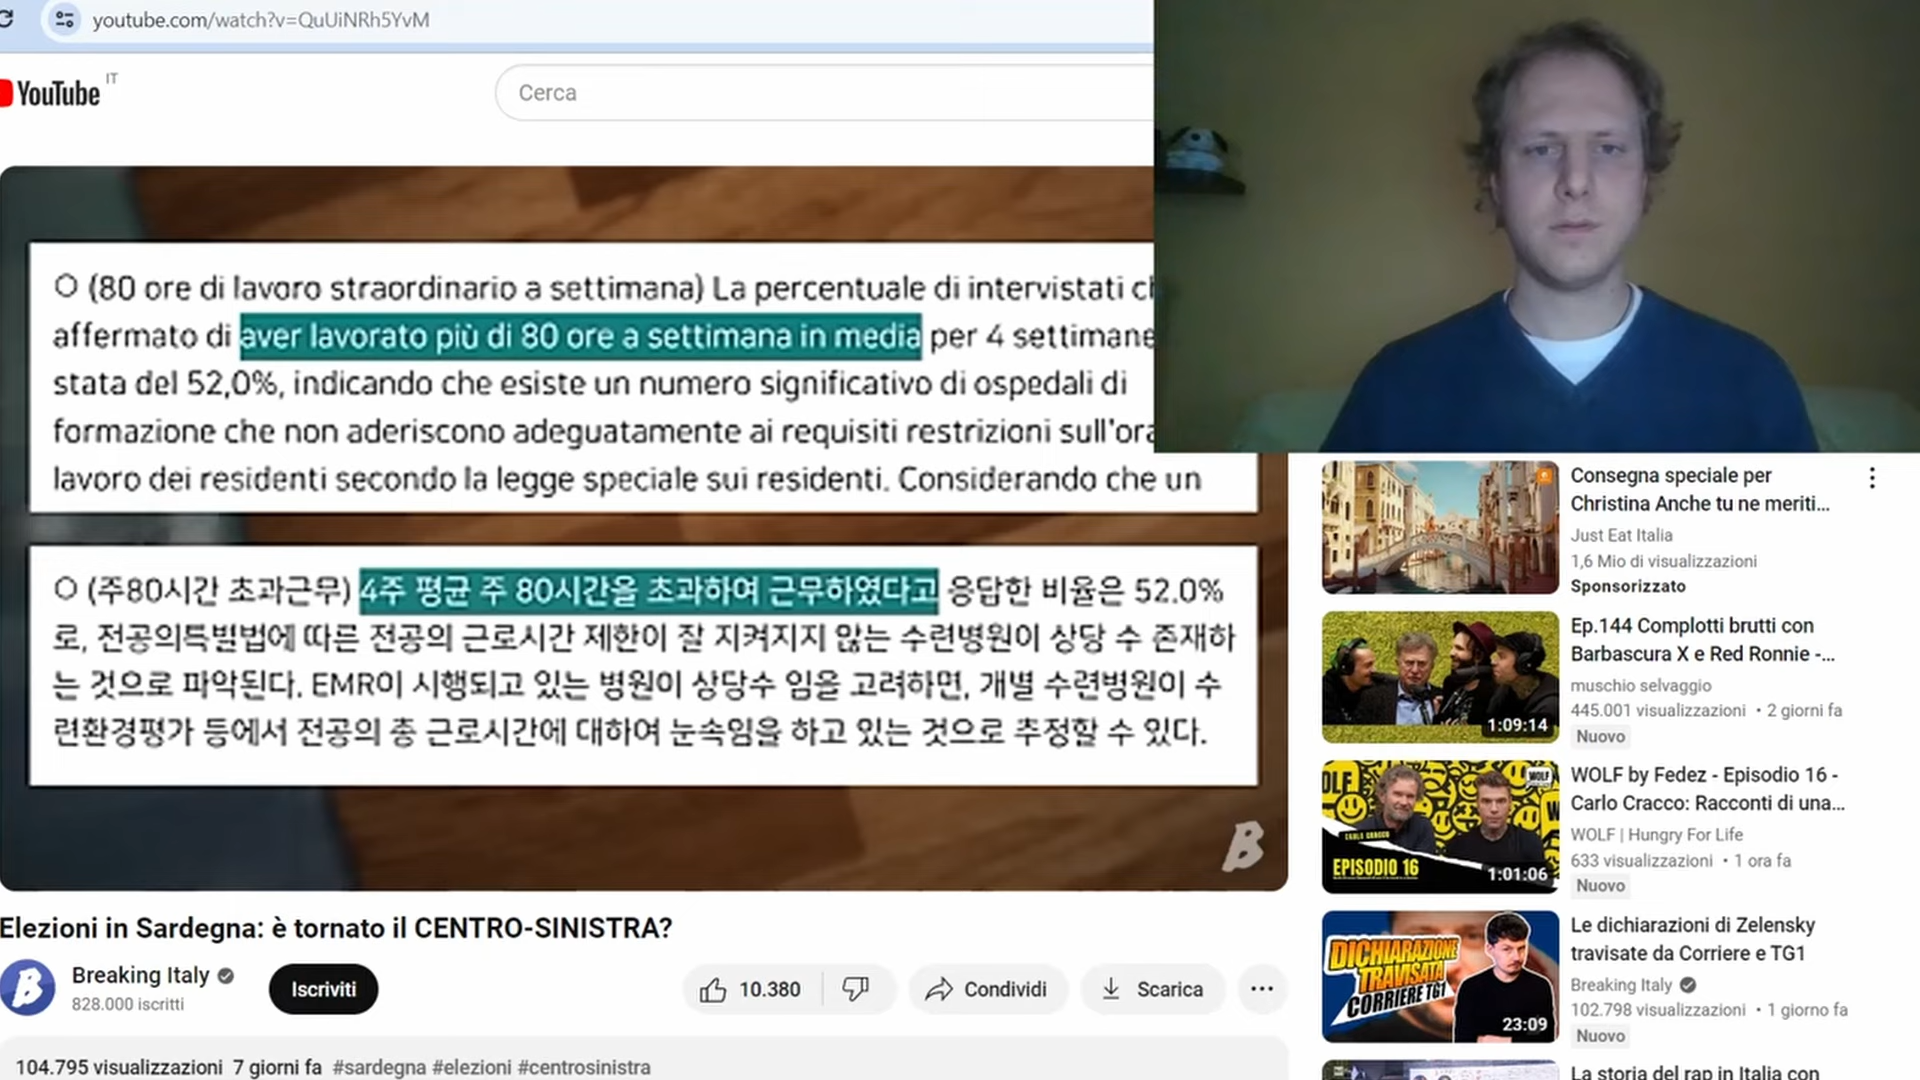 youtube.com/watch?v=QuUiNRh5YvM
YouTube IT
Cerca
(80 ore di lavoro straordinario a settimana) La percentuale di intervistati
affermato di aver lavorato più di 80 ore a settimana in media per 4 settimane
stata del 52,0%, indicando che esiste un numero significativo di ospedali di
formazione che non aderiscono adeguatamente ai requisiti restrizioni
lavoro dei residenti secondo la legge speciale sui residenti. Considerando che un
(주80시간 초과근무) 4주 평균 주 80시간을 초과하여 근무하였다고 응답한 비율은 52.0%
로, 전공의특별법에 따른 전공의 근로시간 제한이 잘 지켜지지 않는 수련병원이 상당 수 존재하
는 것으로 파악된다. EMR이 시행되고 있는 병원이 상당수 임을 고려하면, 개별 수련병원이 수
련환경평가 등에서 전공의 총 근로시간에 대하여 눈속임을 하고 있는 것으로 추정할 수 있다.
B
Elezioni in Sardegna: è tornato il CENTRO-SINISTRA?
Breaking Italy
828.000 iscritti
Iscriviti
10.380
Condividi
Scarica
104.795 visualizzazioni 7 giorni fa #sardegna #elezioni #centrosinistra
Consegna speciale per
Christina Anche tu ne meriti...
Just Eat Italia
1,6 Mio di visualizzazioni
Sponsorizzato
Ep.144 Complotti brutti con
Barbascura X e Red Ronnie -...
muschio selvaggio
445.001 visualizzazioni • 2 giorni fa
Nuovo
1:09:14
WOLF by Fedez - Episodio 16 -
Carlo Cracco: Racconti di una...
WOLF | Hungry For Life
633 visualizzazioni • 1 ora fa
Nuovo
WOLF
CARLO CRACCO
EPISODIO 16
1:01:06
Le dichiarazioni di Zelensky
travisate da Corriere e TG1
Breaking Italy
102.798 visualizzazioni • 1 giorno fa
Nuovo
DICHIARAZIONE
TRAVISATA
CORRIERE TG1
23:09
La storia del rap in Italia con